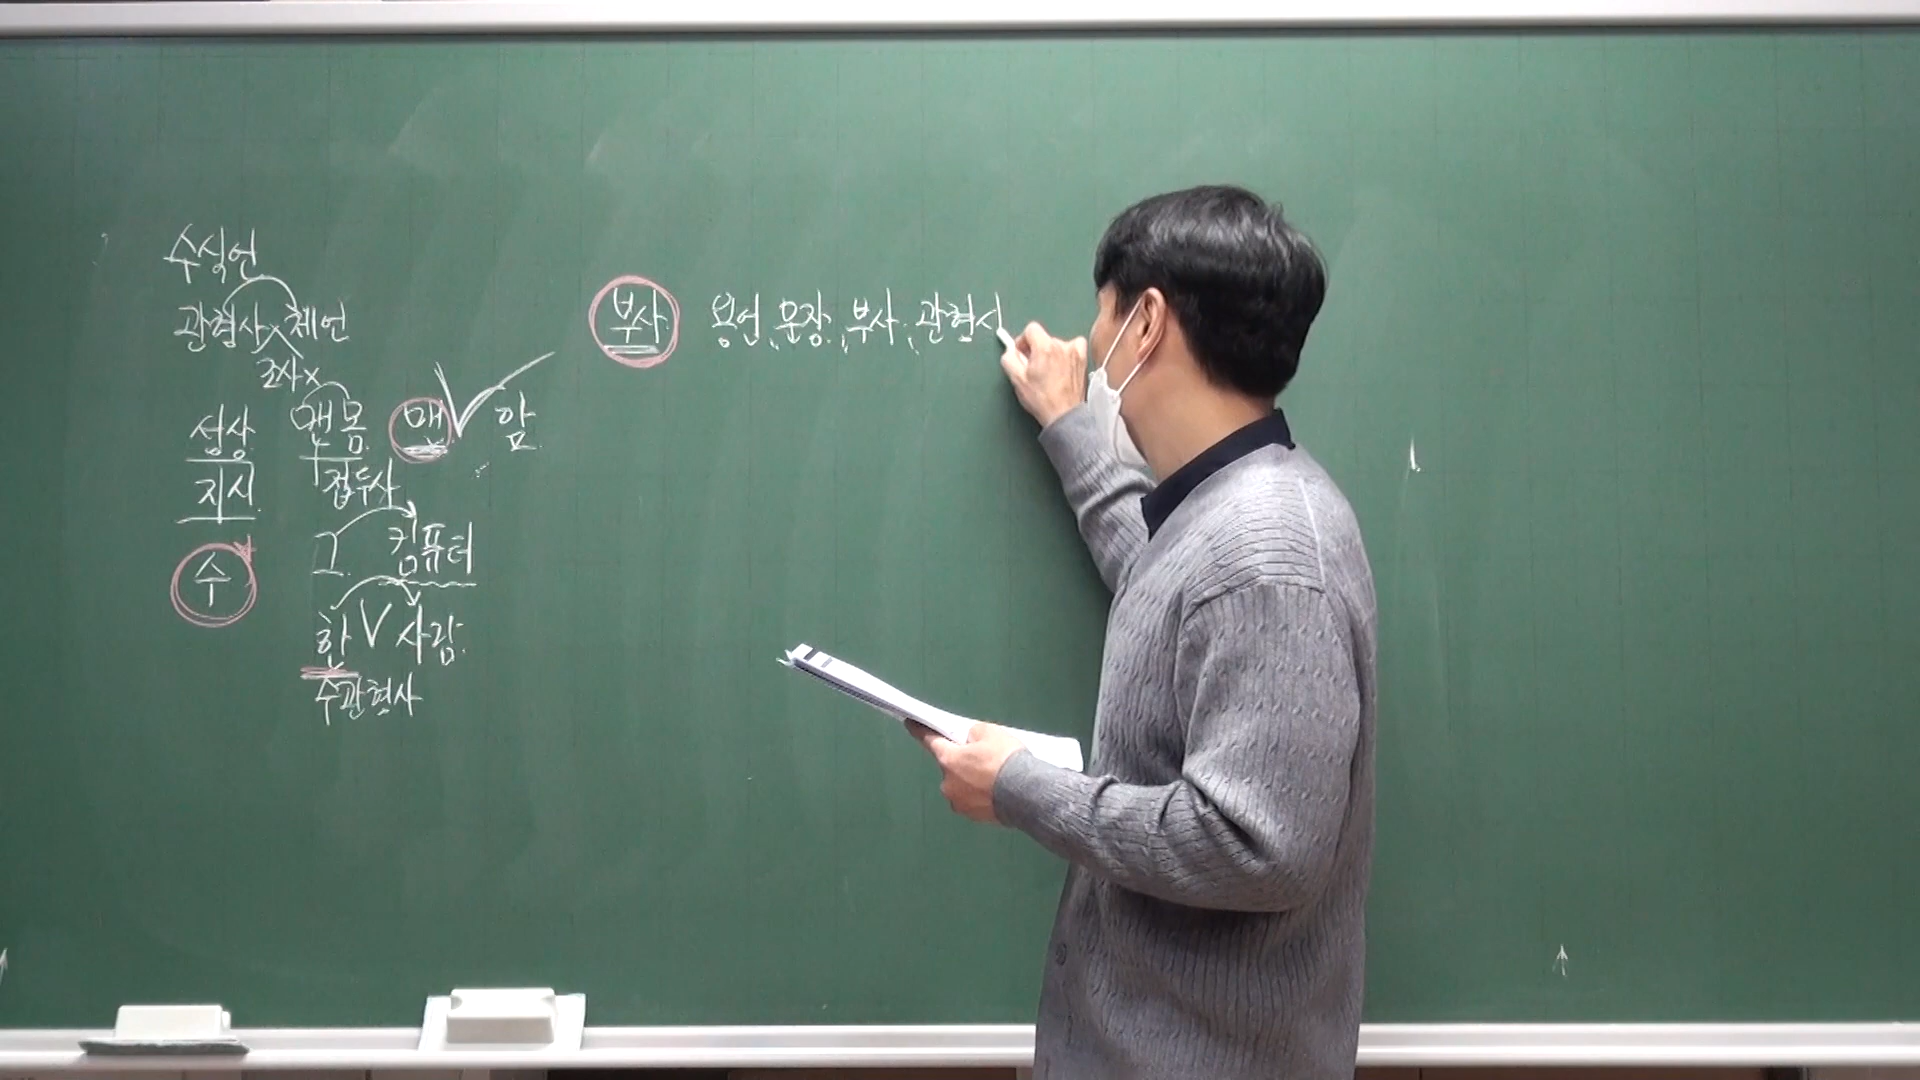 수식언
관형사 체언
조사×
성상 맨몸 맨 앞
지시 접두사
수 그 컴퓨터
한 사람
수관형사
부사 용언, 문장, 부사, 관형사